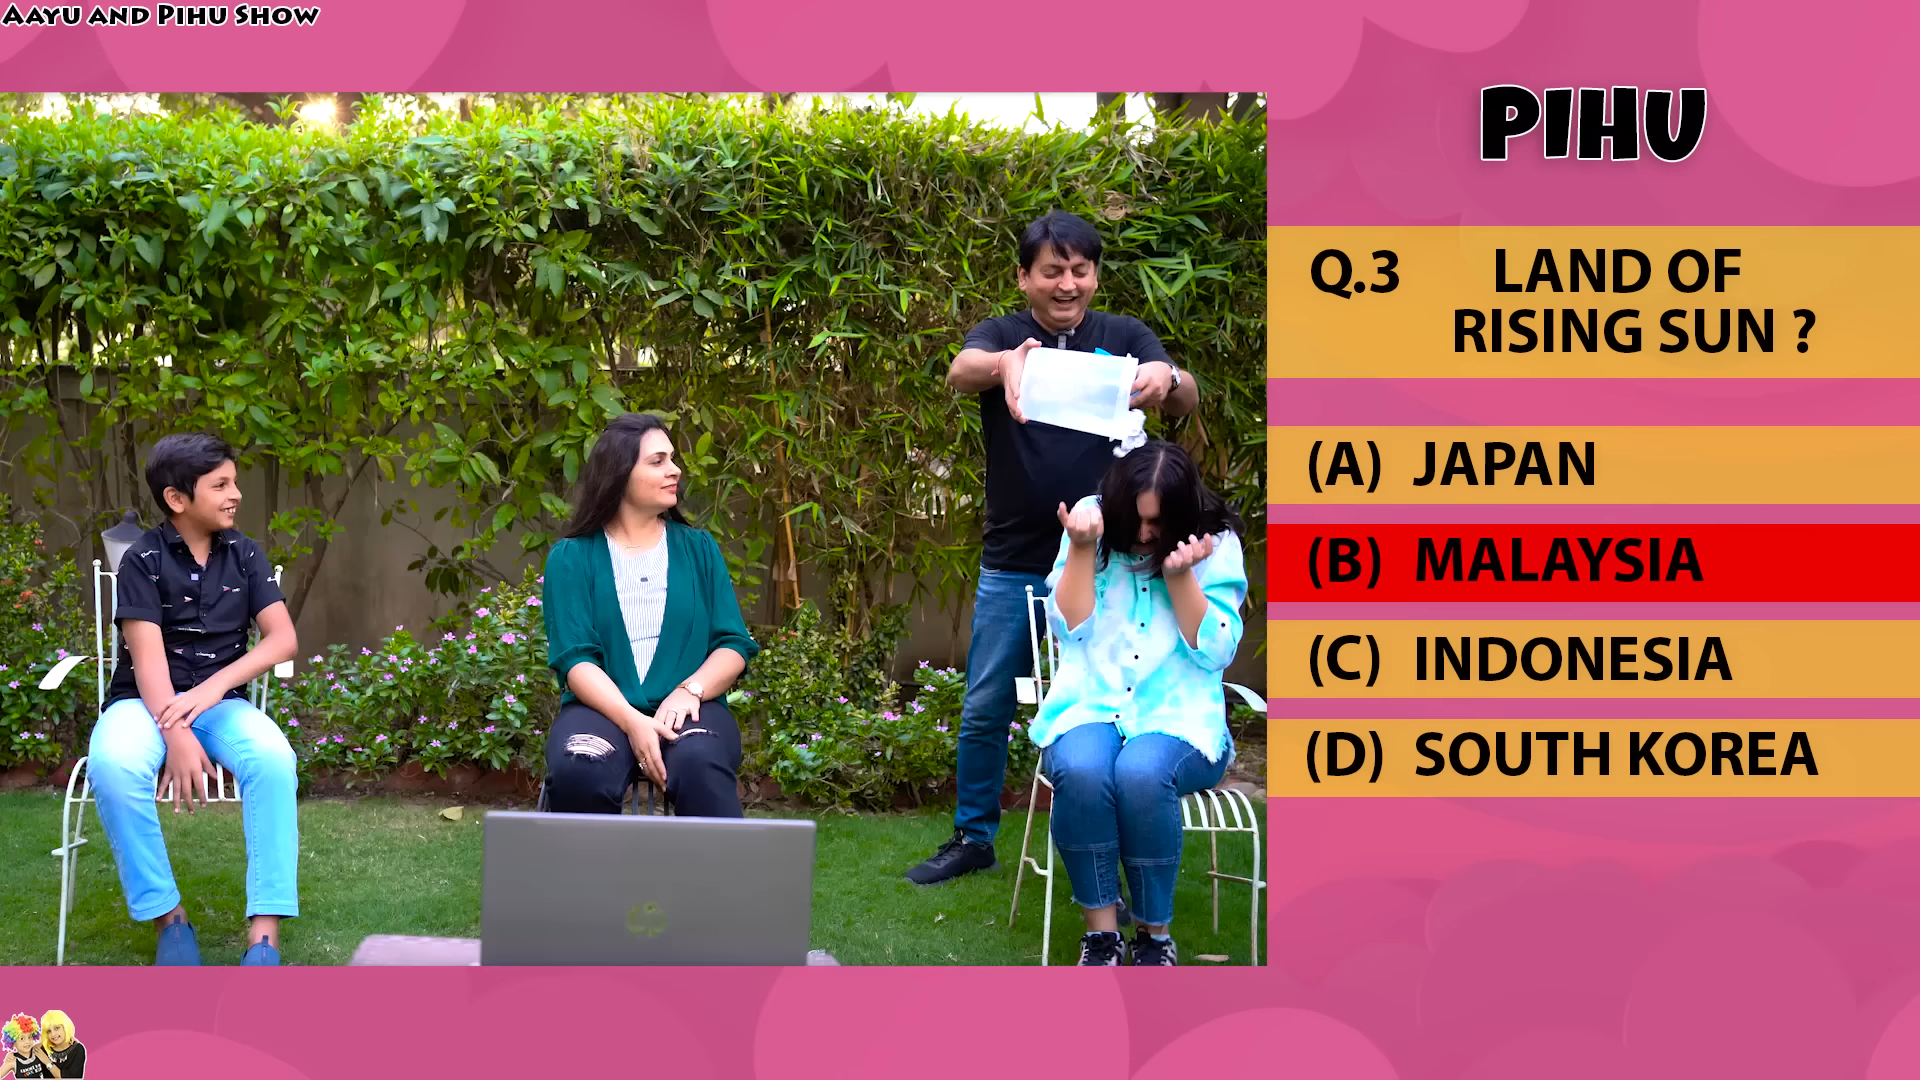 Aayu and Pihu Show
PIHU
Q.3 LAND OF
RISING SUN ?
(A) JAPAN
(B) MALAYSIA
(C) INDONESIA
(D) SOUTH KOREA